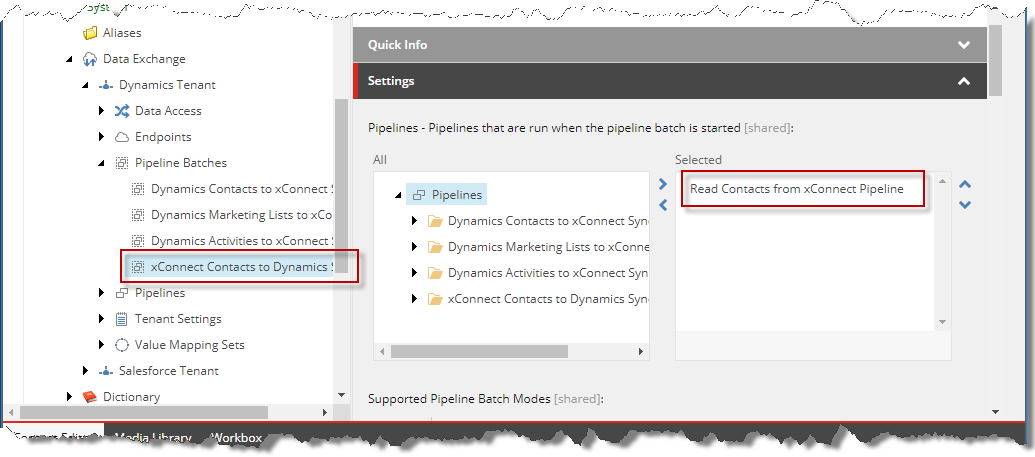 Aliases
Data Exchange
Dynamics Tenant
Data Access
Endpoints
Pipeline Batches
Dynamics Contacts to xConnect S
Dynamics Marketing Lists to xCo
Dynamics Activities to xConnect S
xConnect Contacts to Dynamics S
Pipelines
Tenant Settings
Value Mapping Sets
Salesforce Tenant
Dictionary
Quick Info
Settings
Pipelines - Pipelines that are run when the pipeline batch is started [shared]:
All
Selected
Pipelines
Dynamics Contacts to xConnect Sync
Dynamics Marketing Lists to xConne
Dynamics Activities to xConnect Syn
xConnect Contacts to Dynamics Sync
Read Contacts from xConnect Pipeline
Supported Pipeline Batch Modes [shared]:
Media Library
Workbox